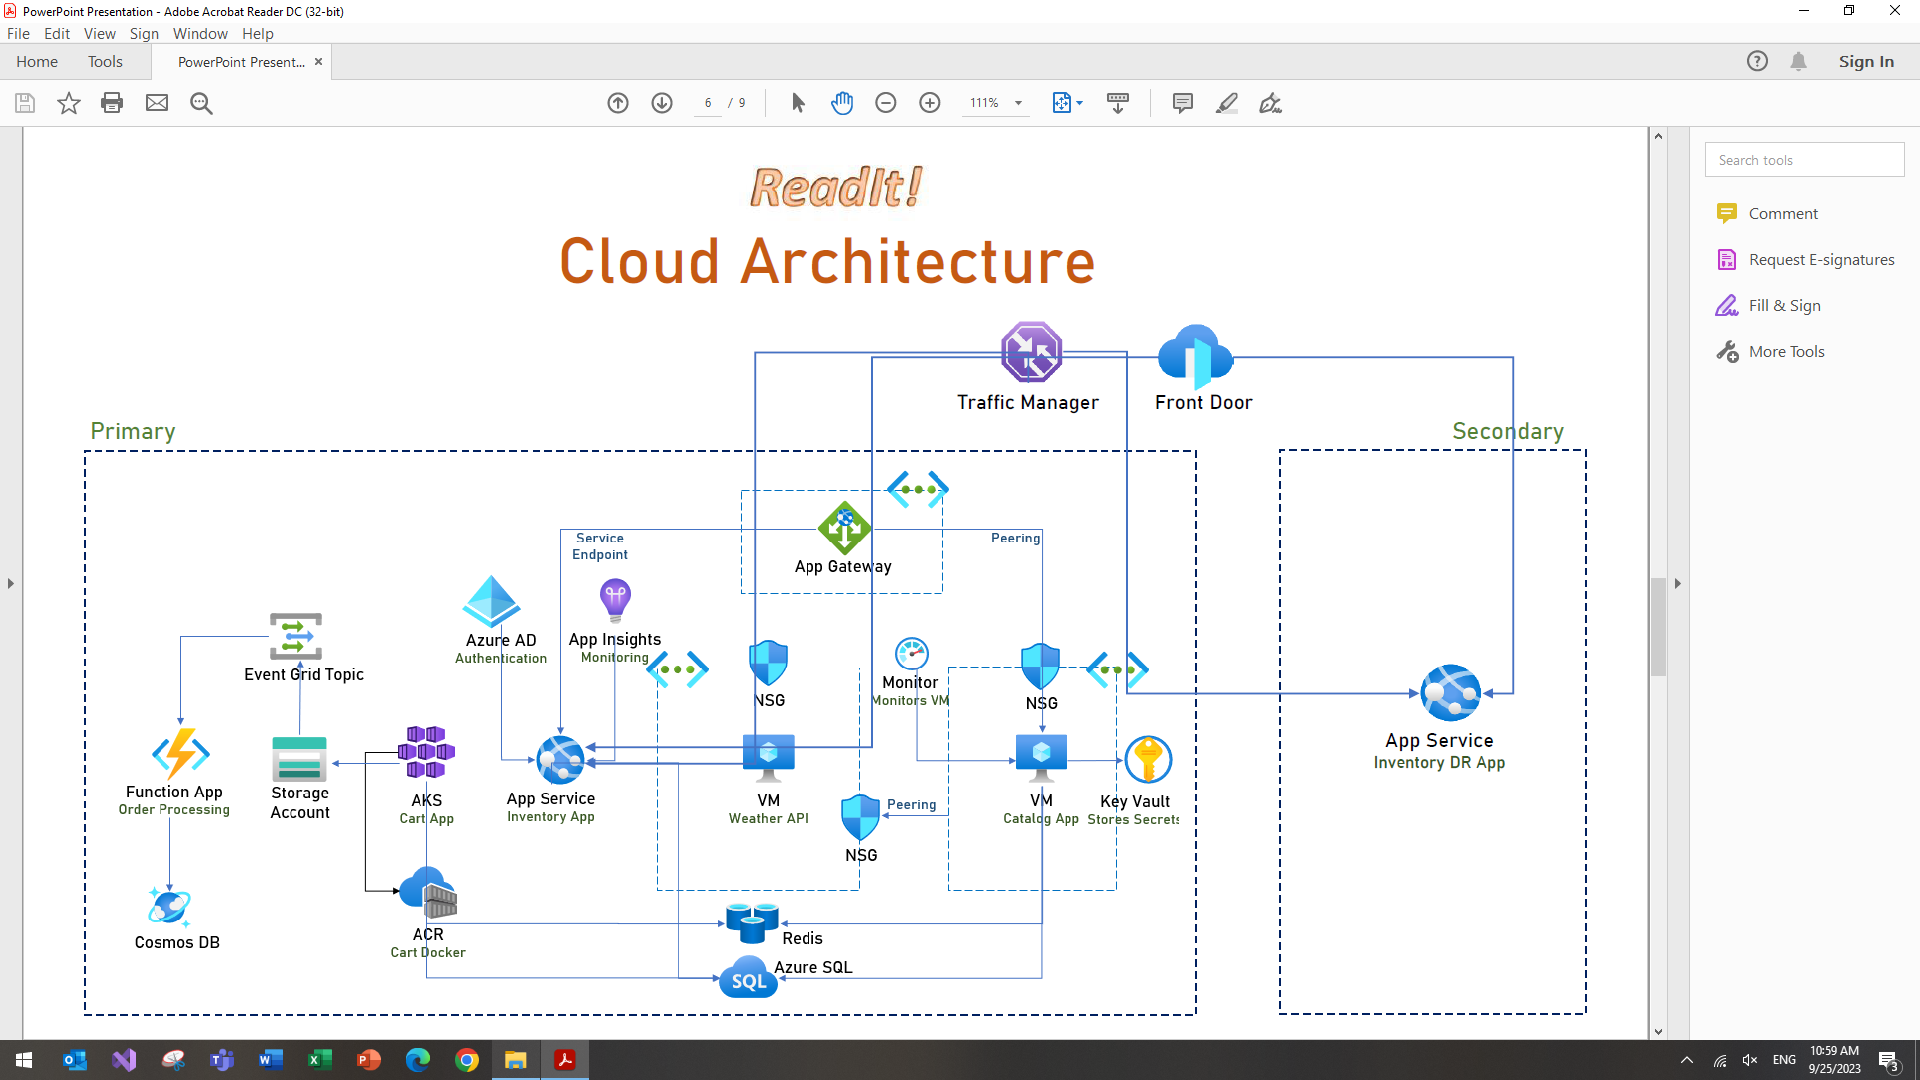 PowerPoint Presentation - Adobe Acrobat Reader DC (32-bit)
File Edit View Sign Window Help
Home Tools PowerPoint Present... ×
Sign In
6 / 9
111%
Search tools
Comment
Request E-signatures
Fill & Sign
More Tools
ReadIt!
Cloud Architecture
Traffic Manager
Front Door
Primary
Secondary
Service
Endpoint
Peering
App Gateway
Azure AD
Authentication
App Insights
Monitoring
Event Grid Topic
NSG
Monitor
Monitors VM
NSG
App Service
Inventory DR App
Function App
Order Processing
Storage
Account
AKS
Cart App
App Service
Inventory App
VM
Weather API
Peering
NSG
VM
Catalog App
Key Vault
Stores Secrets
Cosmos DB
ACR
Cart Docker
Redis
Azure SQL
SQL
ENG
10:59 AM
9/25/2023
3